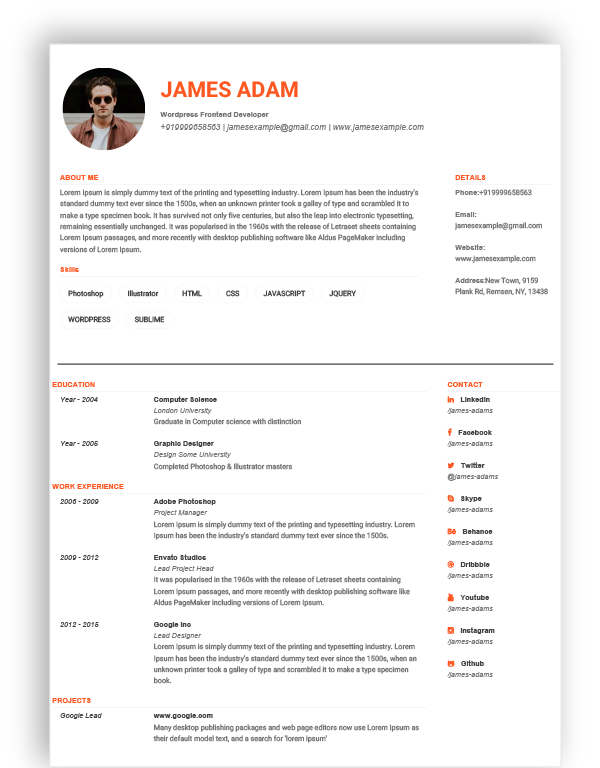 JAMES ADAM
Wordpress Frontend Developer
+919999658563 | jamesexample@gmail.com | www.jamesexample.com
ABOUT ME
Lorem Ipsum is simply dummy text of the printing and typesetting industry. Lorem Ipsum has been the industry's
standard dummy text ever since the 1500s, when an unknown printer took a galley of type and scrambled it to
make a type specimen book. It has survived not only five centuries, but also the leap into electronic typesetting,
remaining essentially unchanged. It was popularised in the 1960s with the release of Letraset sheets containing
Lorem Ipsum passages, and more recently with desktop publishing software like Aldus PageMaker including
versions of Lorem Ipsum.
Skills
Photoshop Illustrator HTML CSS JAVASCRIPT JQUERY
WORDPRESS SUBLIME
DETAILS
Phone:+919999658563
Email:
jamesexample@gmail.com
Website:
www.jamesexample.com
Address:New Town, 9159
Plank Rd, Remsen, NY, 13438
EDUCATION
Year - 2004 Computer Science
London University
Graduate in Computer science with distinction
Year - 2005 Graphic Designer
Design Some University
Completed Photoshop & Illustrator masters
WORK EXPERIENCE
2006 - 2009 Adobe Photoshop
Project Manager
Lorem Ipsum is simply dummy text of the printing and typesetting industry. Lorem
Ipsum has been the industry's standard dummy text ever since the 1500s.
2009 - 2012 Envato Studios
Lead Project Head
It was popularised in the 1960s with the release of Letraset sheets containing
Lorem Ipsum passages, and more recently with desktop publishing software like
Aldus PageMaker including versions of Lorem Ipsum.
2012 - 2015 Google Inc
Lead Designer
Lorem Ipsum is simply dummy text of the printing and typesetting industry. Lorem
Ipsum has been the industry's standard dummy text ever since the 1500s, when an
unknown printer took a galley of type and scrambled it to make a type specimen
book.
PROJECTS
Google Lead www.google.com
Many desktop publishing packages and web page editors now use Lorem Ipsum as
their default model text, and a search for 'lorem ipsum'
CONTACT
LinkedIn
/james-adams
Facebook
/james-adams
Twitter
@james-adams
Skype
/james-adams
Behance
/james-adams
Dribbble
/james-adams
Youtube
/james-adams
Instagram
/james-adams
Github
/james-adams